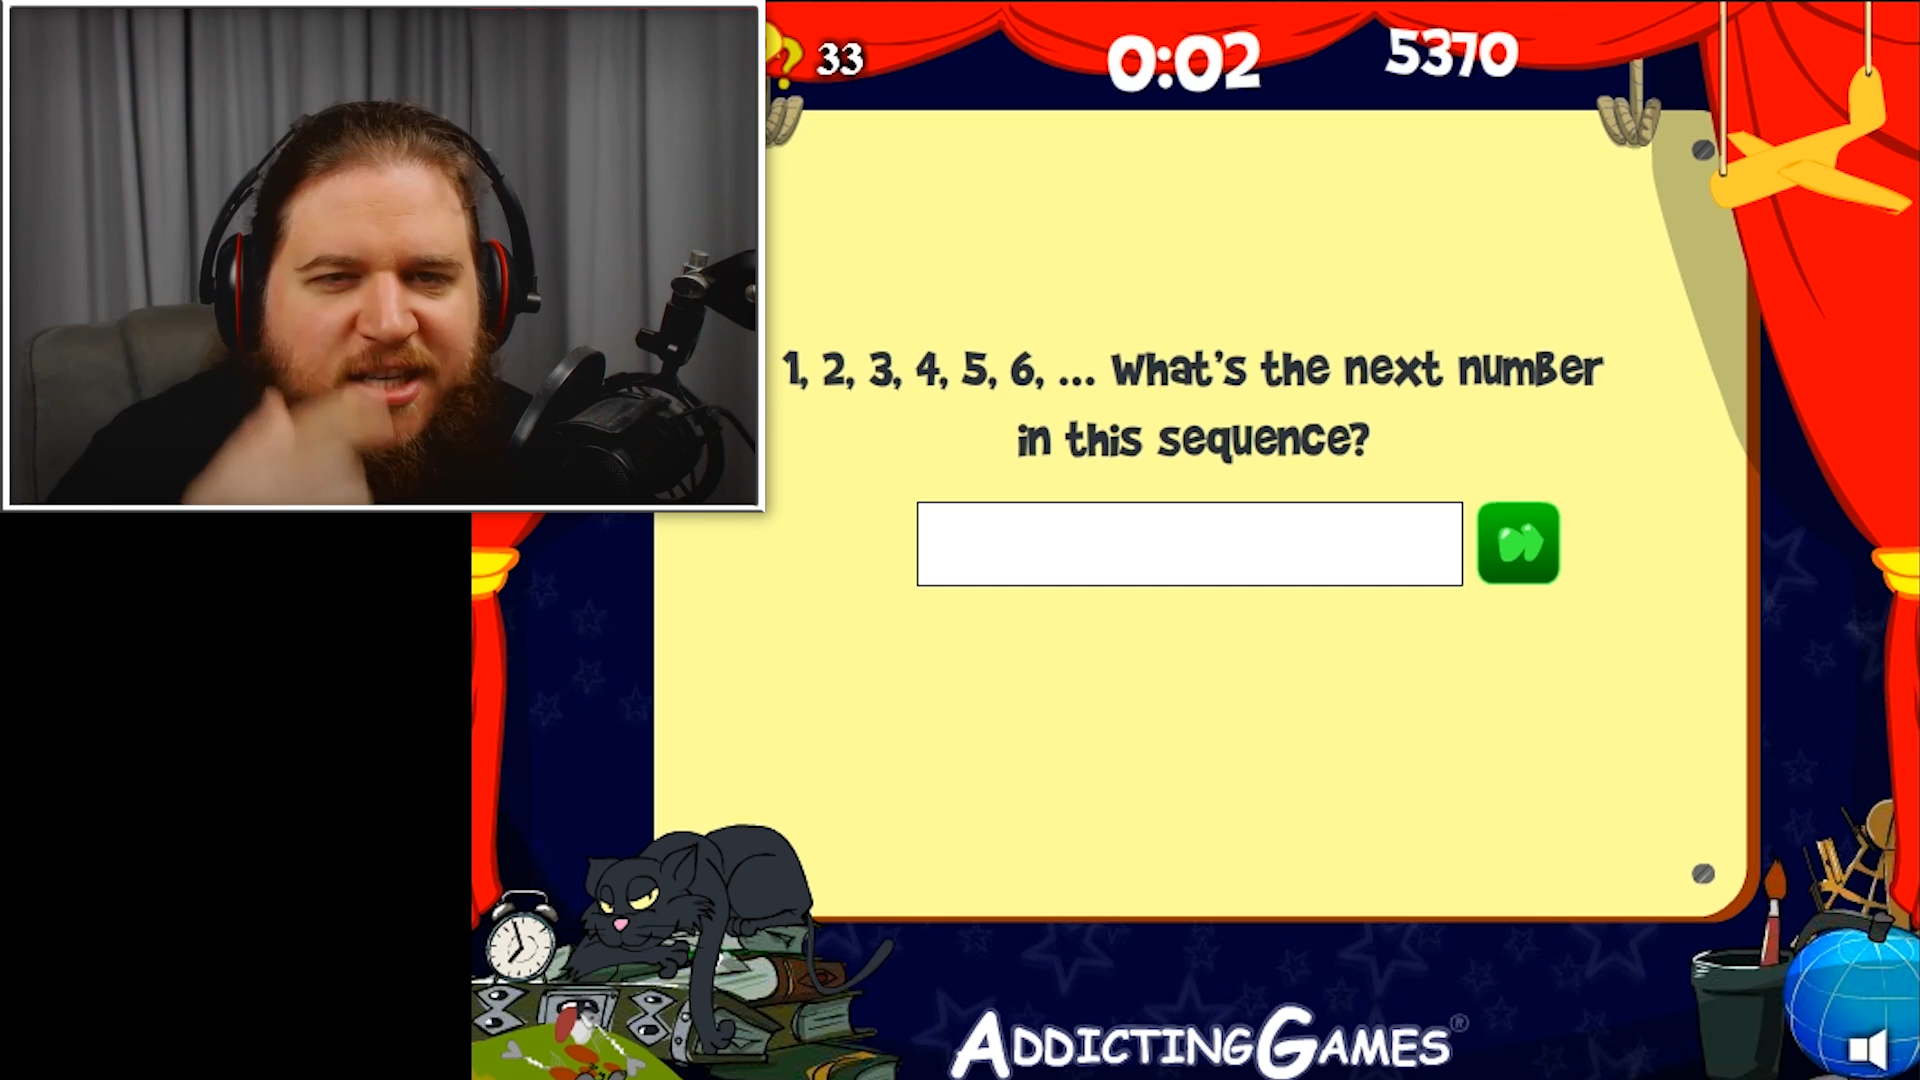 33
0:02
5370
1, 2, 3, 4, 5, 6, ... What's the next number
in this sequence?
AddictingGames®